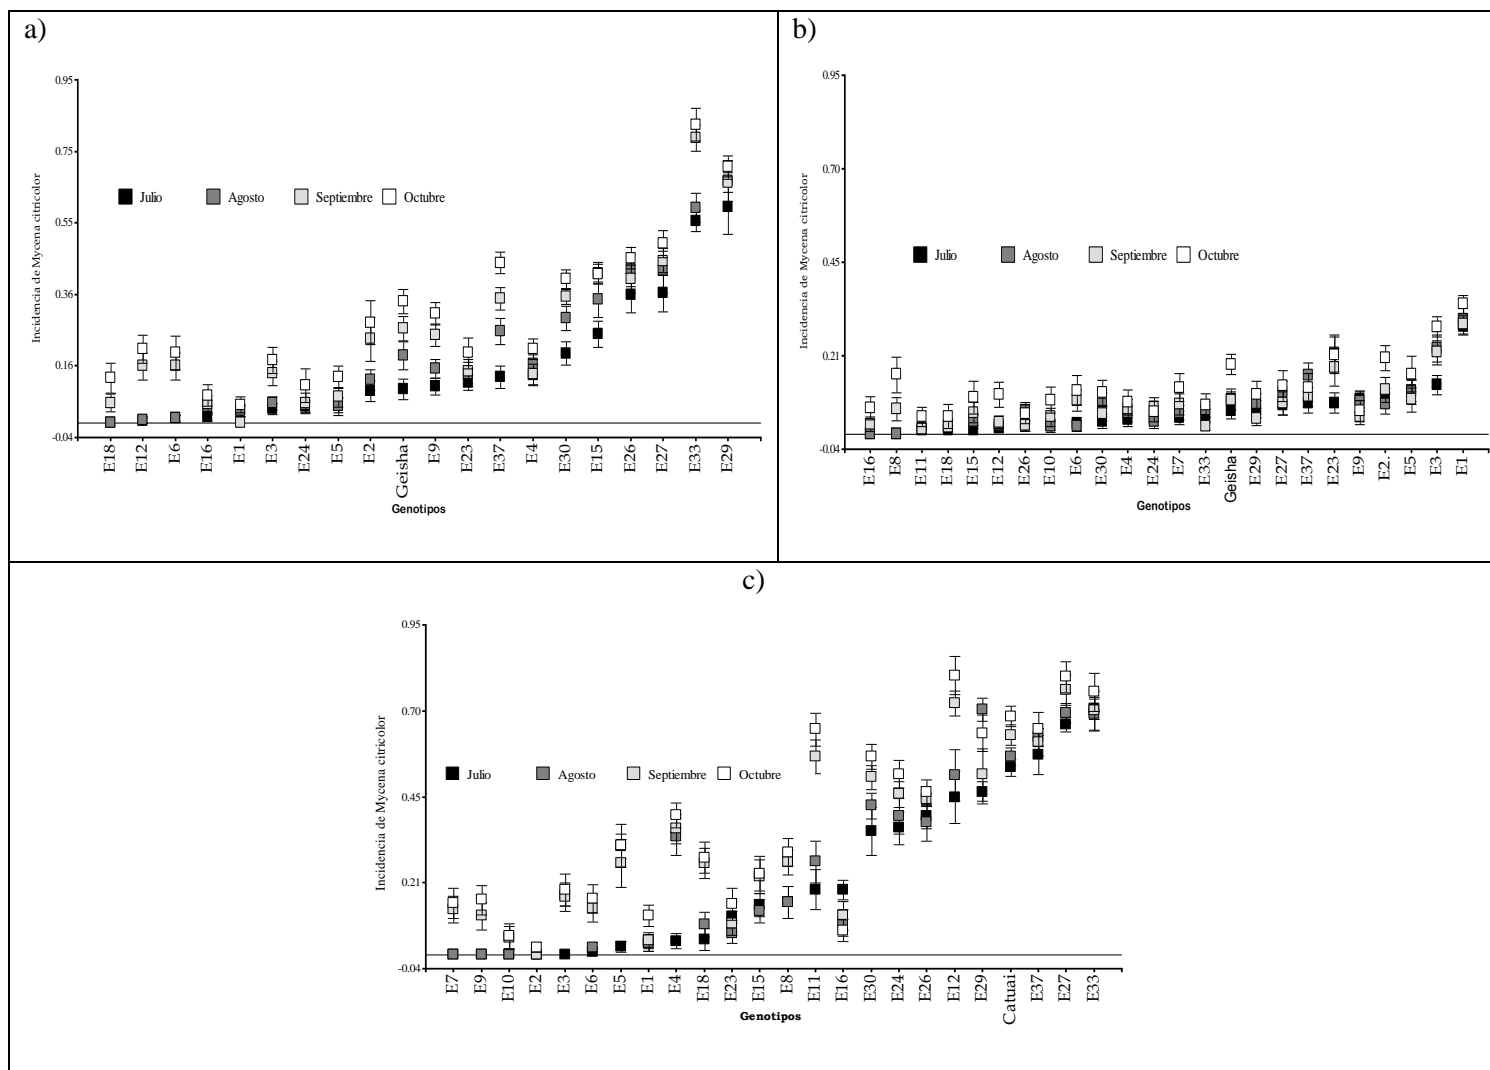 a)
0.95
0.75
0.55
0.36
0.16
-0.04
Incidencia de Mycena citricolor
Julio Agosto Septiembre Octubre
E18 E12 E6 E16 E1 E3 E24 E5 E2 Geisha E9 E23 E37 E4 E30 E15 E26 E27 E33 E29
Genotipos
b)
0.95
0.70
0.45
0.21
-0.04
Incidencia de Mycena citricolor
Julio Agosto Septiembre Octubre
E16 E8 E11 E18 E15 E12 E26 E10 E6 E30 E4 E24 E7 E33 Geisha E29 E27 E37 E23 E9 E2. E5 E3 E1
Genotipos
c)
0.95
0.70
0.45
0.21
-0.04
Incidencia de Mycena citricolor
Julio Agosto Septiembre Octubre
E7 E9 E10 E2 E3 E6 E5 E1 E4 E18 E23 E15 E8 E11 E16 E30 E24 E26 E12 E29 Catuai E37 E27 E33
Genotipos